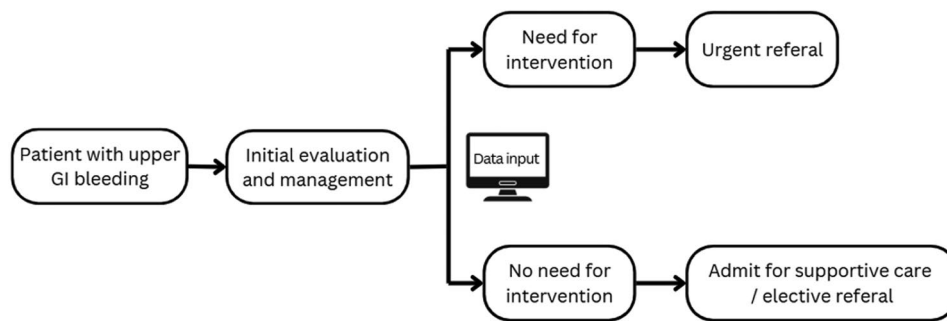 Patient with upper
GI bleeding
Initial evaluation
and management
Need for
intervention
Urgent referal
Data input
No need for
intervention
Admit for supportive care
/ elective referal